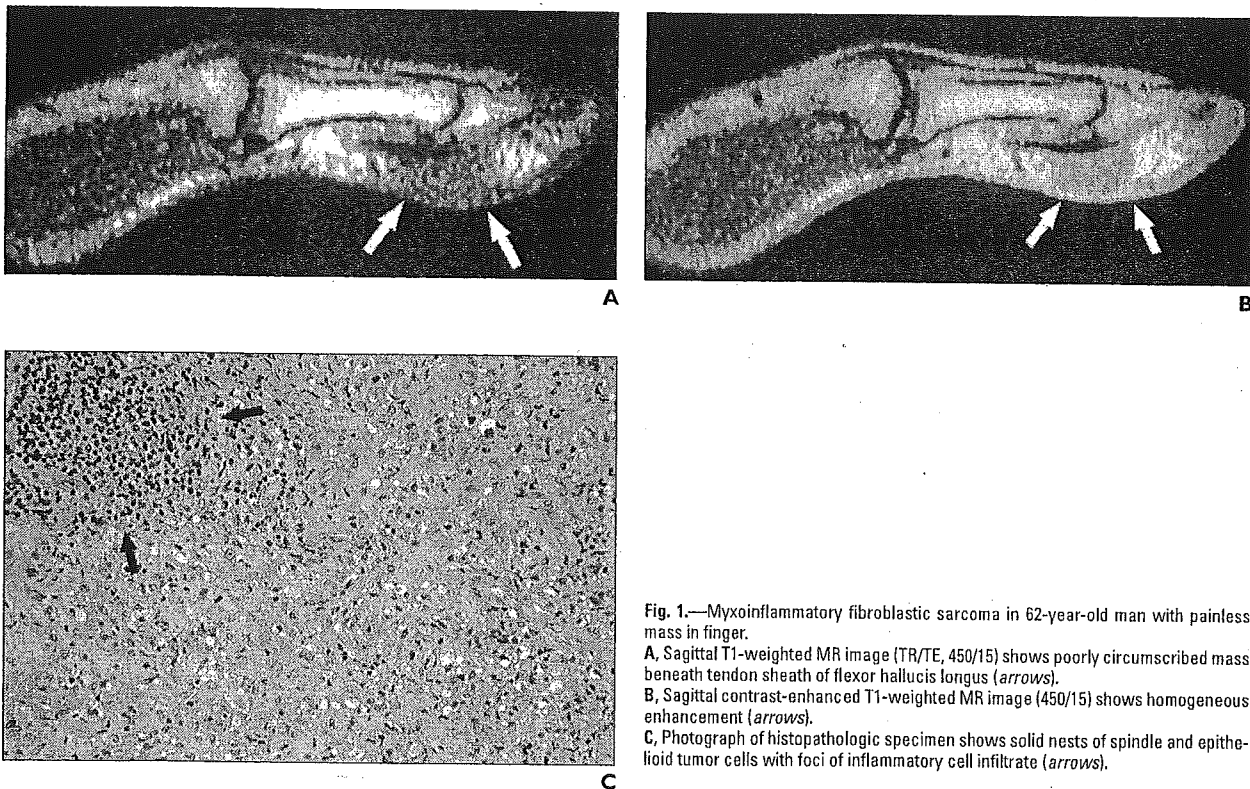 A
B
C
Fig. 1.—Myxoinflammatory fibroblastic sarcoma in 62-year-old man with painless
mass in finger.
A, Sagittal T1-weighted MR image (TR/TE, 450/15) shows poorly circumscribed mass
beneath tendon sheath of flexor hallucis longus (arrows).
B, Sagittal contrast-enhanced T1-weighted MR image (450/15) shows homogeneous
enhancement (arrows).
C, Photograph of histopathologic specimen shows solid nests of spindle and epithe-
lioid tumor cells with foci of inflammatory cell infiltrate (arrows).